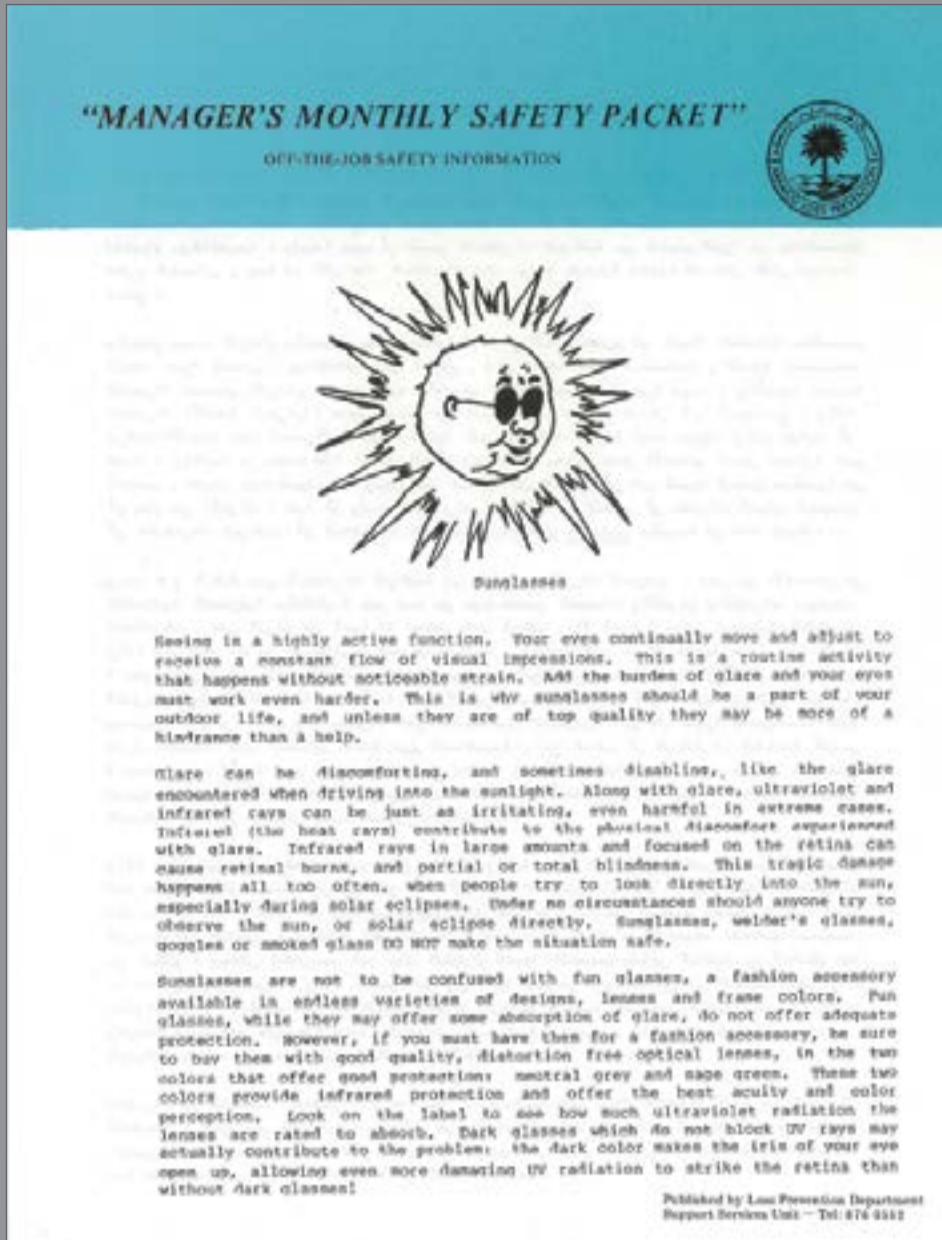 "MANAGER'S MONTHLY SAFETY PACKET"
OFF-THE-JOB SAFETY INFORMATION
Sunglasses
Seeing is a highly active function. Your eyes continually move and adjust to
receive a constant flow of visual impressions. This is a routine activity
that happens without noticeable strain. Add the burden of glare and your eyes
must work even harder. This is why sunglasses should be a part of your
outdoor life, and unless they are of top quality they may be more of a
hindrance than a help.
Glare can be discomforting, and sometimes disabling, like the glare
encountered when driving into the sunlight. Along with glare, ultraviolet and
infrared rays can be just as irritating, even harmful in extreme cases.
Infrared (the heat rays) contribute to the physical discomfort experienced
with glare. Infrared rays in large amounts and focused on the retina can
cause retinal burns, and partial or total blindness. This tragic damage
happens all too often, when people try to look directly into the sun,
especially during solar eclipses. Under no circumstances should anyone try to
observe the sun, or solar eclipse directly. Sunglasses, welder's glasses,
goggles or smoked glass DO NOT make the situation safe.
Sunglasses are not to be confused with fun glasses, a fashion accessory
available in endless varieties of designs, lenses and frame colors. Fun
glasses, while they may offer some absorption of glare, do not offer adequate
protection. However, if you must have them for a fashion accessory, be sure
to buy them with good quality, distortion free optical lenses, in the two
colors that offer good protection: neutral grey and sage green. These two
colors provide infrared protection and offer the best acuity and color
perception. Look on the label to see how much ultraviolet radiation the
lenses are rated to absorb. Dark glasses which do not block UV rays may
actually contribute to the problem: the dark color makes the iris of your eye
open up, allowing even more damaging UV radiation to strike the retina than
without dark glasses!
Published by Loss Prevention Department
Support Services Unit — Tel: